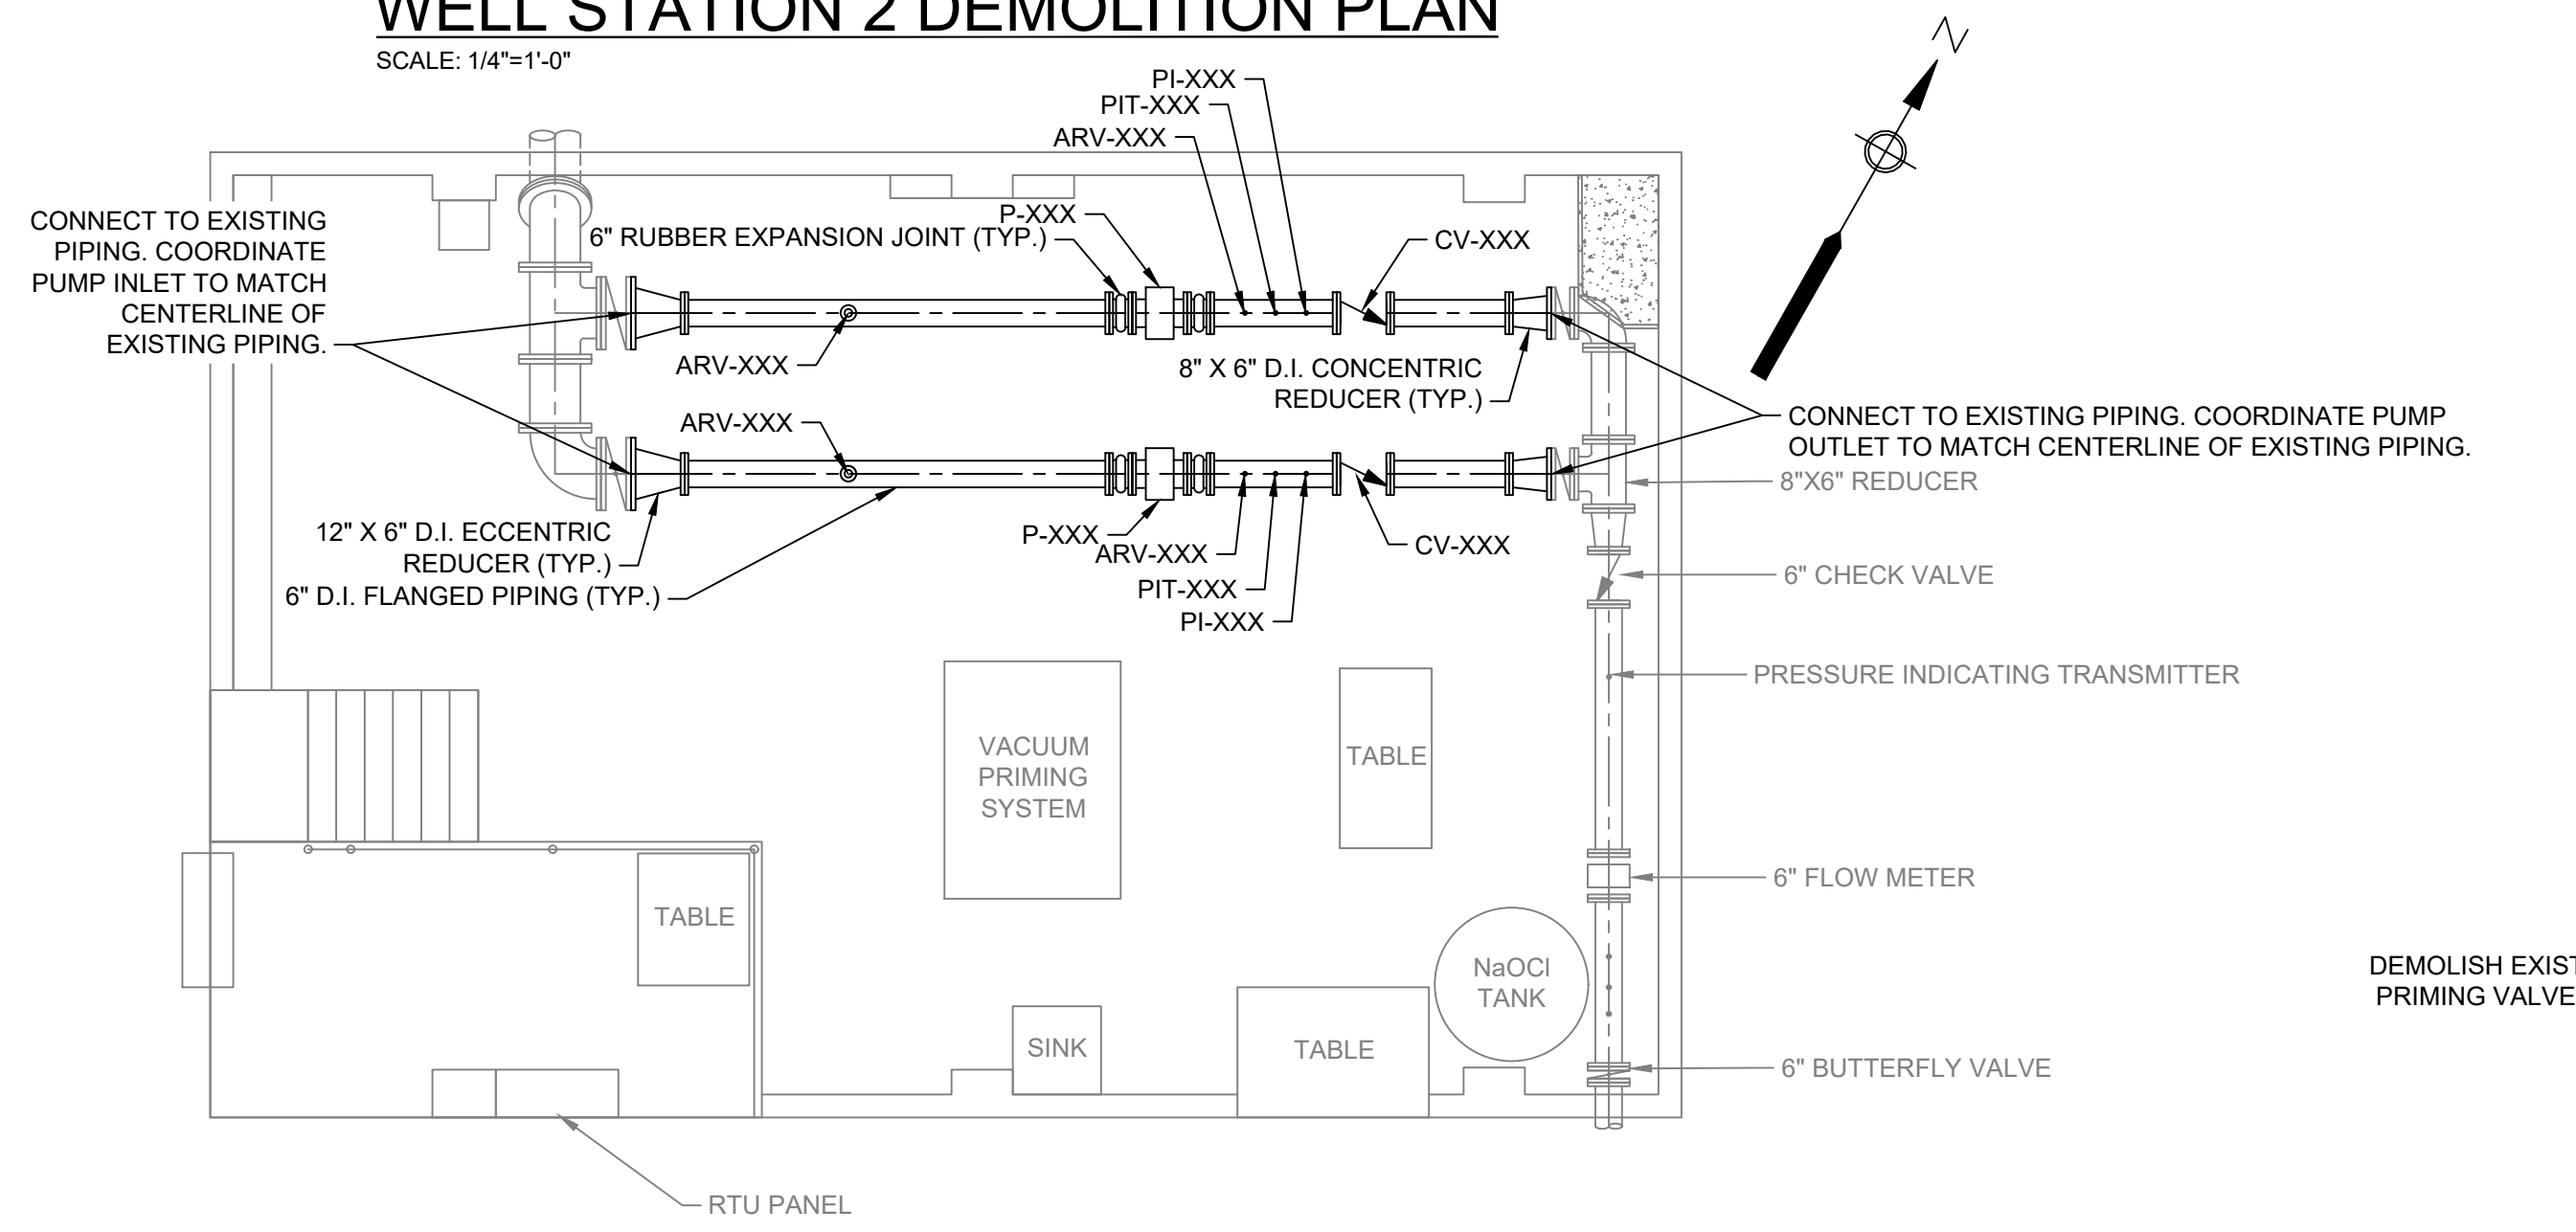 WELL STATION 2 DEMOLITION PLAN
SCALE: 1/4"=1'-0"
N
PI-XXX
PIT-XXX
ARV-XXX
P-XXX
6" RUBBER EXPANSION JOINT (TYP.)
CV-XXX
CONNECT TO EXISTING
PIPING. COORDINATE
PUMP INLET TO MATCH
CENTERLINE OF
EXISTING PIPING.
ARV-XXX
8" X 6" D.I. CONCENTRIC
REDUCER (TYP.)
ARV-XXX
CONNECT TO EXISTING PIPING. COORDINATE PUMP
OUTLET TO MATCH CENTERLINE OF EXISTING PIPING.
8"X6" REDUCER
12" X 6" D.I. ECCENTRIC
REDUCER (TYP.)
6" D.I. FLANGED PIPING (TYP.)
P-XXX
ARV-XXX
PIT-XXX
PI-XXX
CV-XXX
6" CHECK VALVE
PRESSURE INDICATING TRANSMITTER
VACUUM
PRIMING
SYSTEM
TABLE
6" FLOW METER
TABLE
NaOCl
TANK
DEMOLISH EXIST
PRIMING VALVE
SINK
TABLE
6" BUTTERFLY VALVE
RTU PANEL